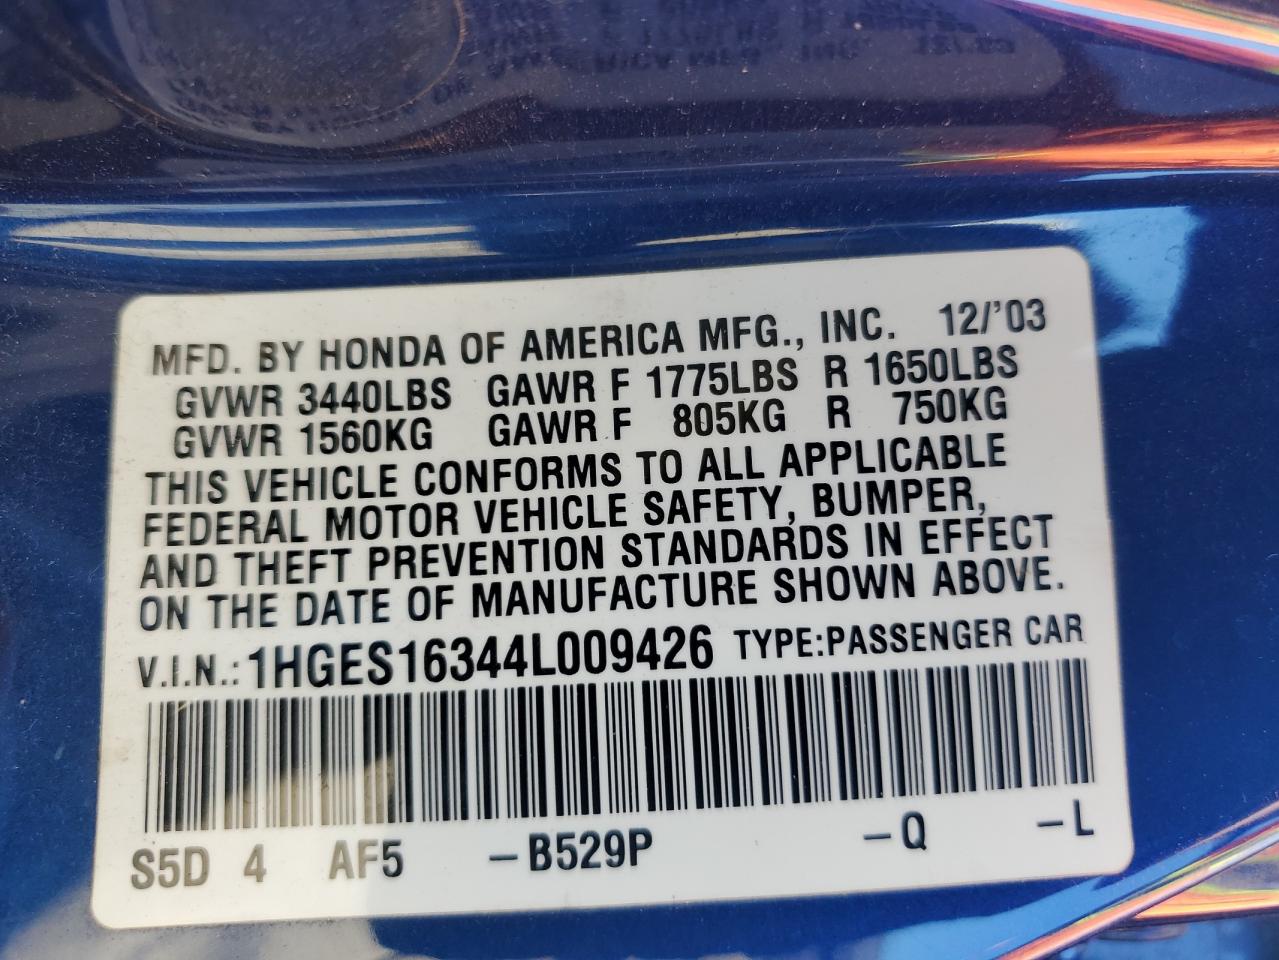 MFD. BY HONDA OF AMERICA MFG., INC. 12/'03
GVWR 3440LBS GAWR F 1775LBS R 1650LBS
GVWR 1560KG GAWR F 805KG R 750KG
THIS VEHICLE CONFORMS TO ALL APPLICABLE
FEDERAL MOTOR VEHICLE SAFETY, BUMPER,
AND THEFT PREVENTION STANDARDS IN EFFECT
ON THE DATE OF MANUFACTURE SHOWN ABOVE.
V.I.N.: 1HGES16344L009426 TYPE:PASSENGER CAR
S5D 4 AF5 -B529P -Q -L